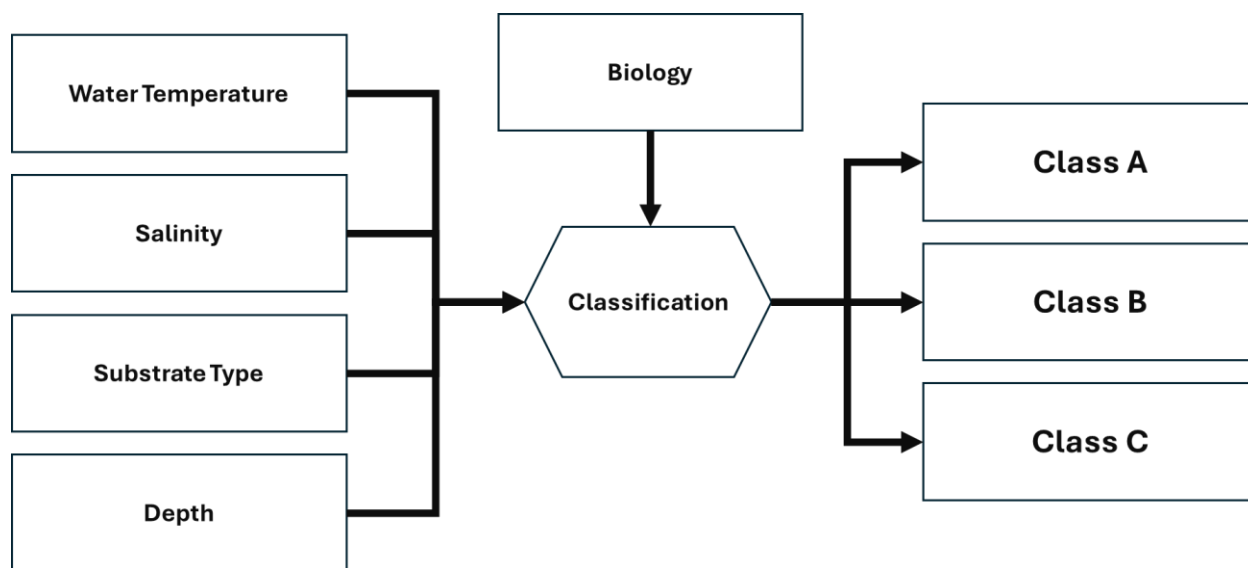 Water Temperature
Salinity
Substrate Type
Depth
Biology
Classification
Class A
Class B
Class C